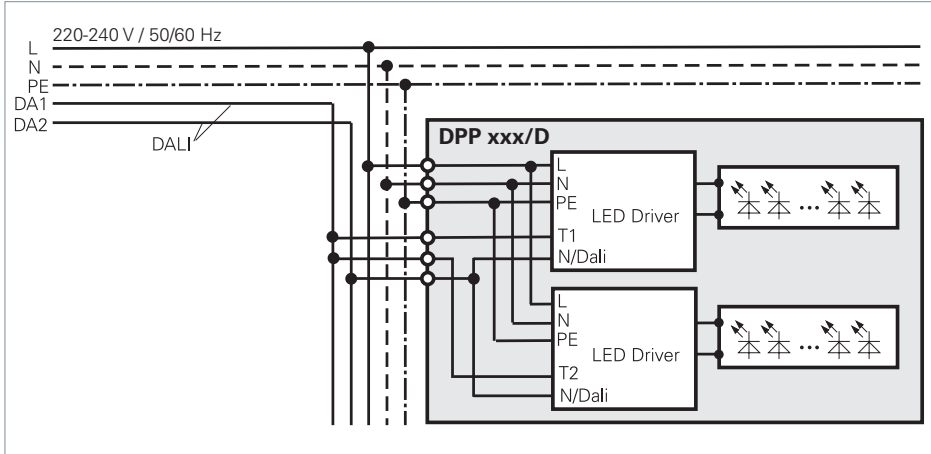 220-240 V / 50/60 Hz
L
N
PE
DA1
DA2
DALI
DPP xxx/D
L
N
PE
LED Driver
T1
N/Dali
L
N
PE
LED Driver
T2
N/Dali